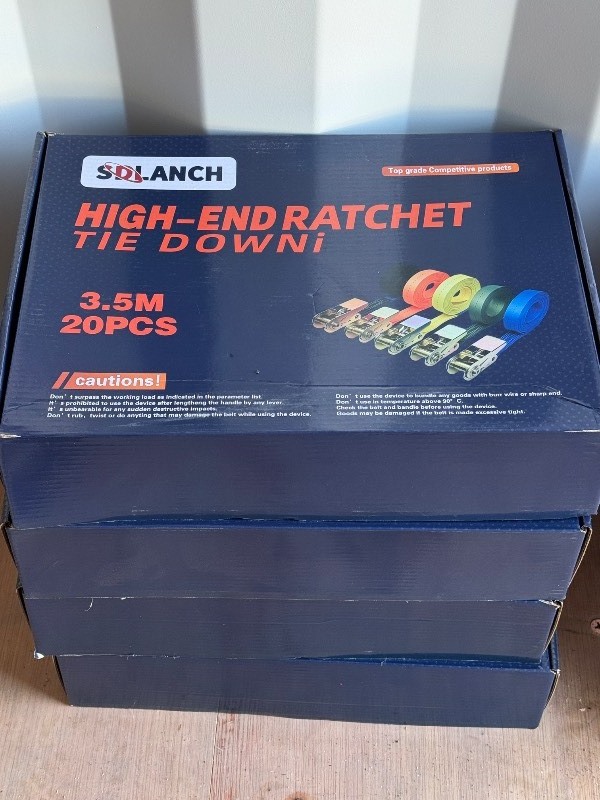 SDLANCH
Top grade Competitive products
HIGH-END RATCHET
TIE DOWNi
3.5M
20PCS
//cautions!
Don't surpass the working load as indicated in the parameter list.
It's prohibited to use the device after lengtheng the handle by any lever.
It's unbearable for any sudden destructive impacts.
Don't rub, twist or do anyting that may demage the belt while using the device.
Don't use the device to bundle any goods with burr wire or sharp end.
Don't use in temperature above 90°C.
Check the balt and bandle before using the device.
Goods may be damaged if the belt is made excessive tight.